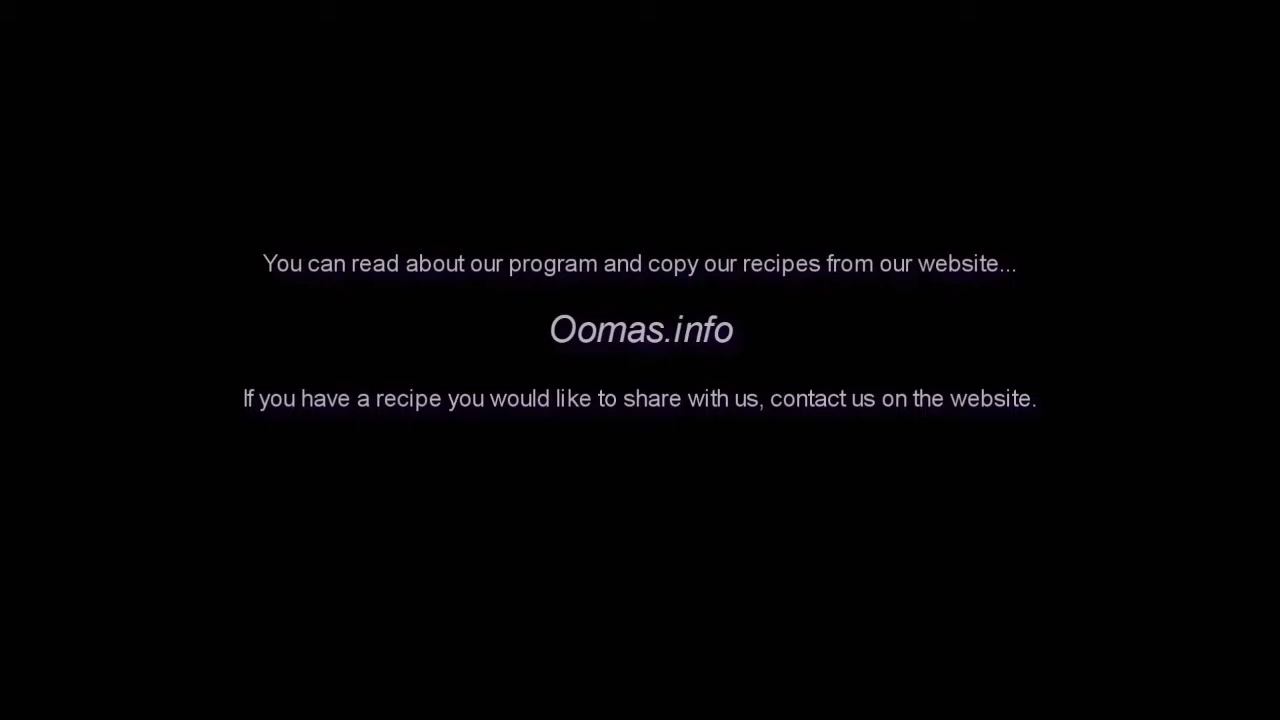 You can read about our program and copy our recipes from our website...
Oomas.info
If you have a recipe you would like to share with us, contact us on the website.